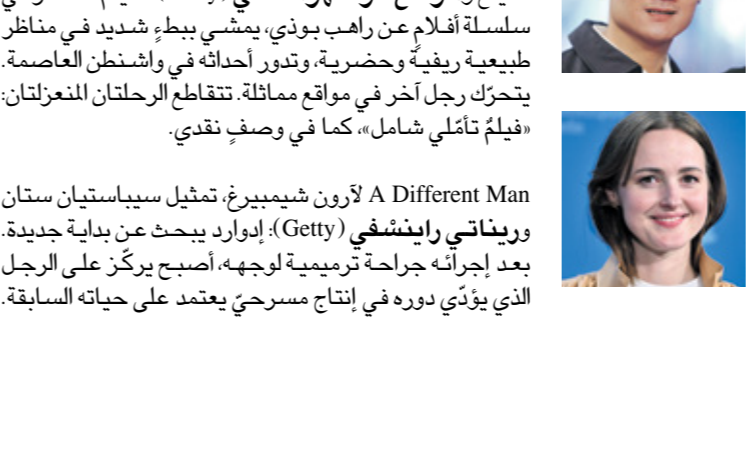 سلسلة أفلامٍ عن راهب بوذي، يمشي ببطءٍ شديد في مناظر
طبيعية ريفية وحضرية، وتدور أحداثه في واشنطن العاصمة.
يتحرّك رجل آخر في مواقع مماثلة. تتقاطع الرحلتان المنعزلتان:
«فيلمٌ تأمّلي شامل»، كما في وصفٍ نقدي.
A Different Man لآرون شيمبيرغ، تمثيل سيباستيان ستان
وريناتي راينسْفي (Getty): إدوارد يبحث عن بداية جديدة.
بعد إجرائه جراحة ترميمية لوجهه، أصبح يركّز على الرجل
الذي يؤدّي دوره في إنتاج مسرحيّ يعتمد على حياته السابقة.